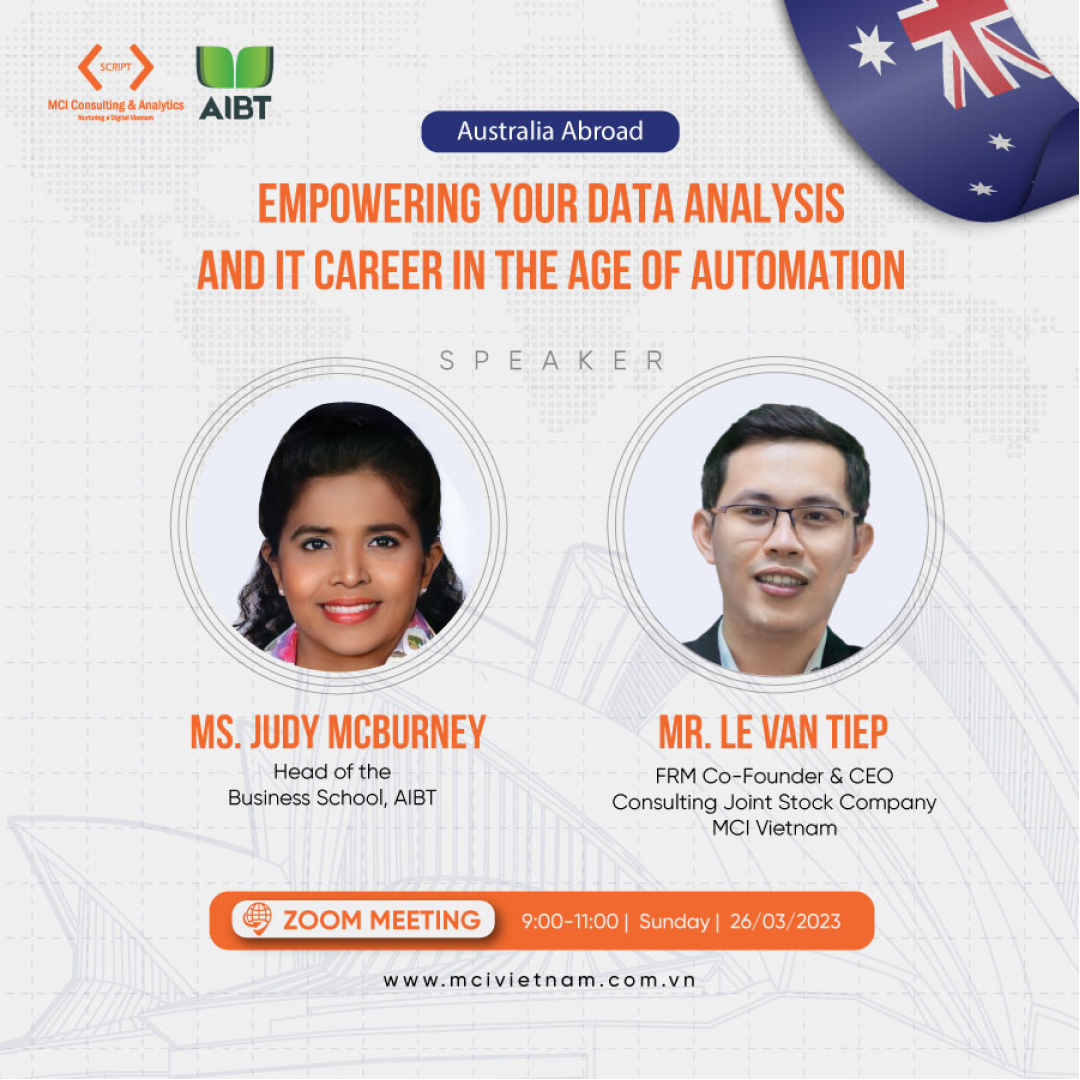 SCRIPT
MCI Consulting & Analytics
Nurturing a Digital Vietnam
AIBT
Australia Abroad
EMPOWERING YOUR DATA ANALYSIS
AND IT CAREER IN THE AGE OF AUTOMATION
SPEAKER
MS. JUDY MCBURNEY
Head of the
Business School, AIBT
MR. LE VAN TIEP
FRM Co-Founder & CEO
Consulting Joint Stock Company
MCI Vietnam
ZOOM MEETING 9:00-11:00 | Sunday | 26/03/2023
www.mcivietnam.com.vn